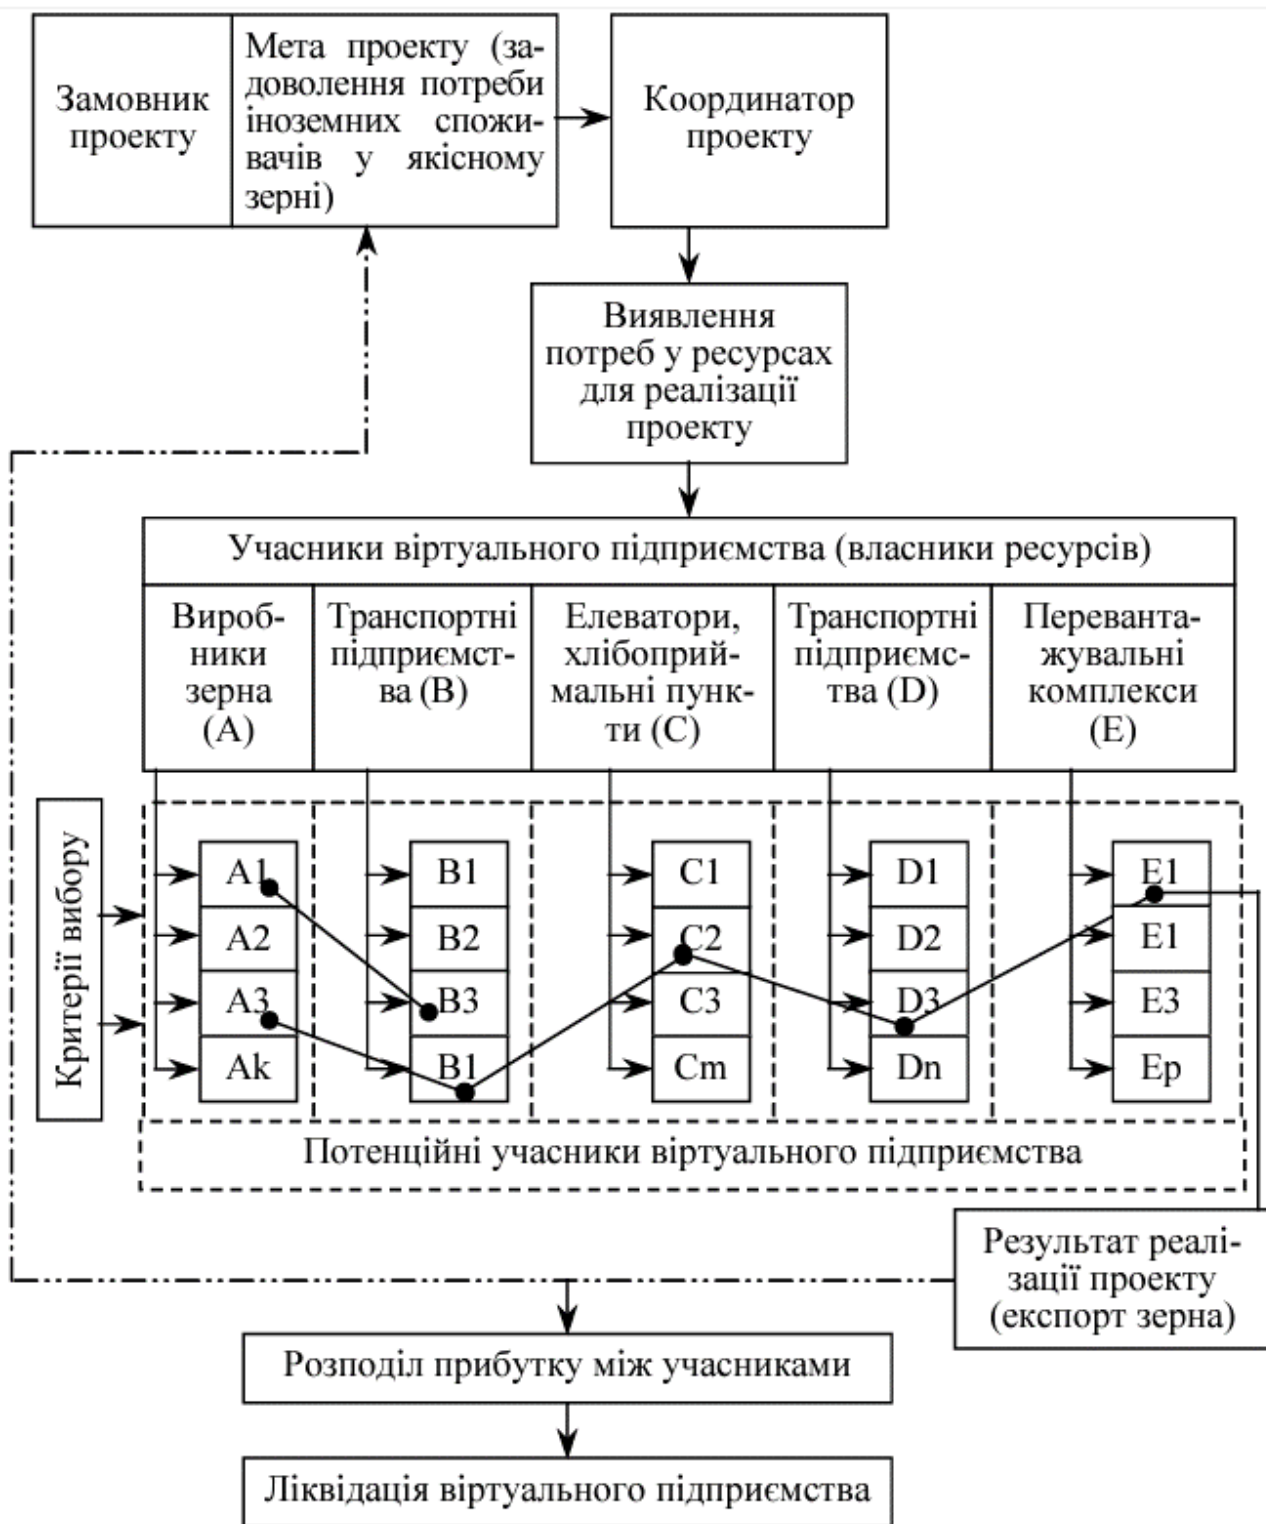 Замовник
проекту
Мета проекту (за-
доволення потреби
іноземних спожи-
вачів у якісному
зерні)
Координатор
проекту
Виявлення
потреб у ресурсах
для реалізації
проекту
Учасники віртуального підприємства (власники ресурсів)
Вироб-
ники
зерна
(A)
Транспортні
підприємст-
ва (B)
Елеватори,
хлібоприй-
мальні пунк-
ти (C)
Транспортні
підприємс-
тва (D)
Переванта-
жувальні
комплекси
(E)
Критерії вибору
A1
A2
A3
Ak
B1
B2
B3
B1
C1
C2
C3
Cm
D1
D2
D3
Dn
E1
E1
E3
Ep
Потенційні учасники віртуального підприємства
Результат реалі-
зації проекту
(експорт зерна)
Розподіл прибутку між учасниками
Ліквідація віртуального підприємства